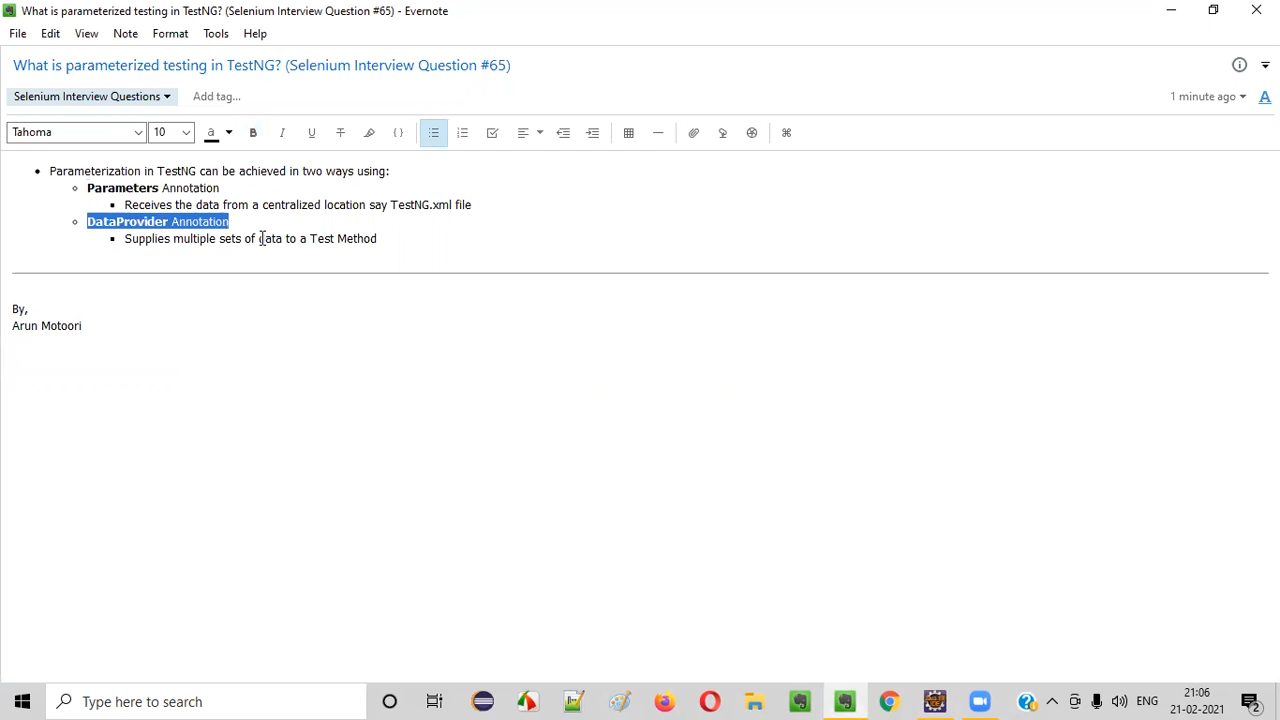 What is parameterized testing in TestNG? (Selenium Interview Question #65) - Evernote
File Edit View Note Format Tools Help
What is parameterized testing in TestNG? (Selenium Interview Question #65)
Selenium Interview Questions Add tag... 1 minute ago A
Tahoma 10 a B I U T { }
Parameterization in TestNG can be achieved in two ways using:
Parameters Annotation
Receives the data from a centralized location say TestNG.xml file
DataProvider Annotation
Supplies multiple sets of data to a Test Method
By,
Arun Motoori
Type here to search ENG 21:06
21-02-2021 2